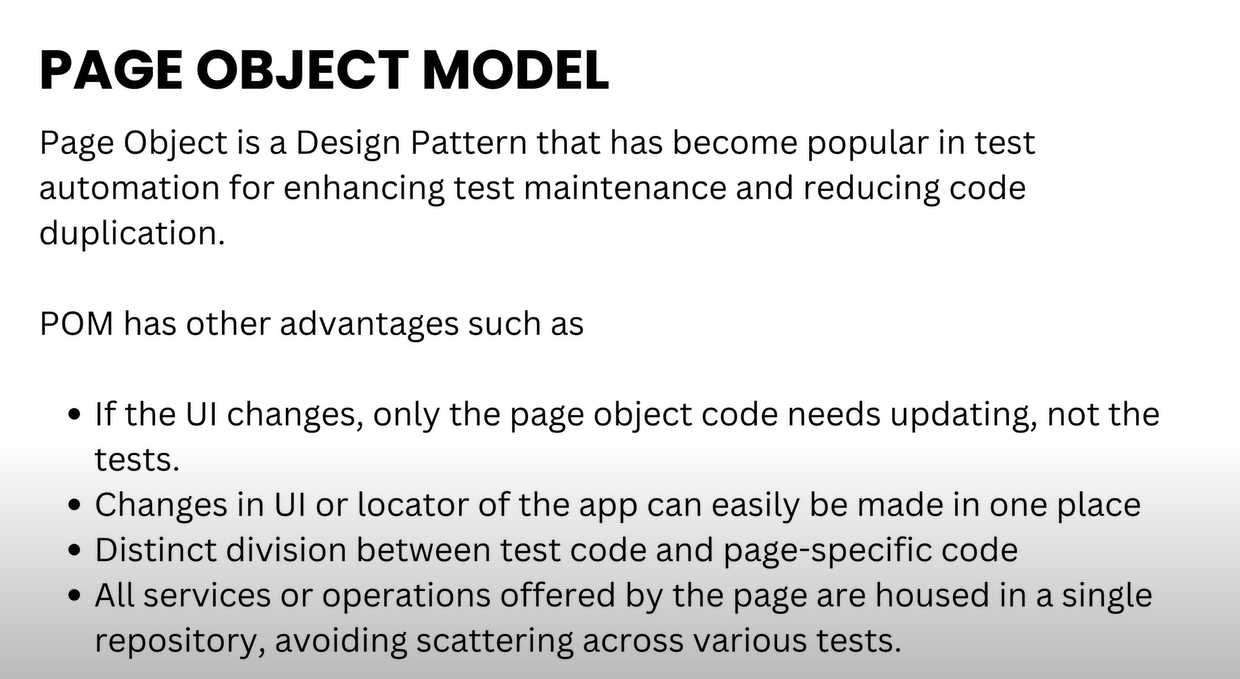 PAGE OBJECT MODEL
Page Object is a Design Pattern that has become popular in test
automation for enhancing test maintenance and reducing code
duplication.
POM has other advantages such as
• If the UI changes, only the page object code needs updating, not the
tests.
• Changes in UI or locator of the app can easily be made in one place
• Distinct division between test code and page-specific code
• All services or operations offered by the page are housed in a single
repository, avoiding scattering across various tests.